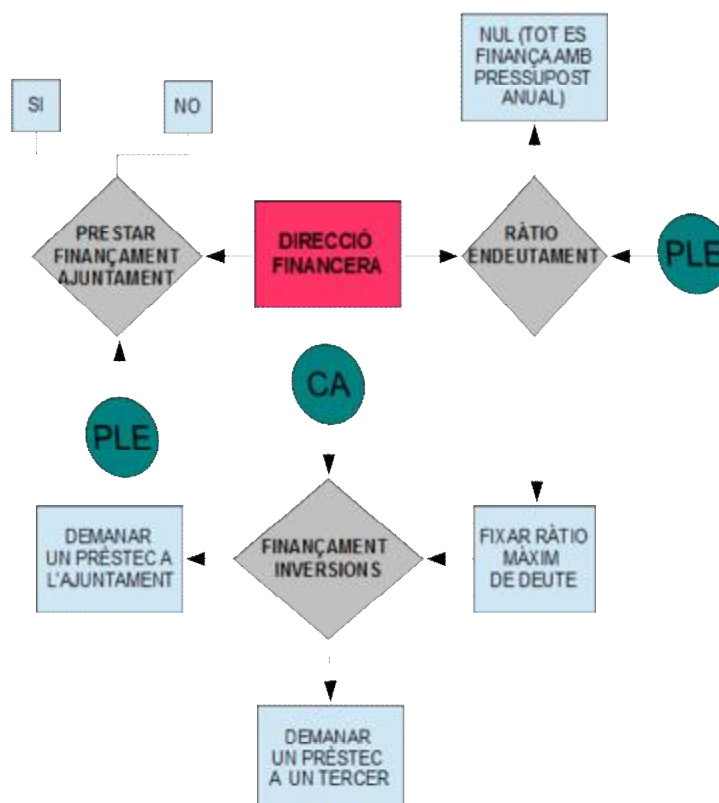 NUL (TOT ES
FINANÇA AMB
PRESSUPOST
ANUAL)
SI
NO
PRESTAR
FINANÇAMENT
AJUNTAMENT
DIRECCIÓ
FINANCERA
RÀTIO
ENDEUTAMENT
PLE
CA
PLE
DEMANAR
UN PRÈSTEC A
L'AJUNTAMENT
FINANÇAMENT
INVERSIONS
FIXAR RÀTIO
MÀXIM
DE DEUTE
DEMANAR
UN PRÈSTEC
A UN TERCER